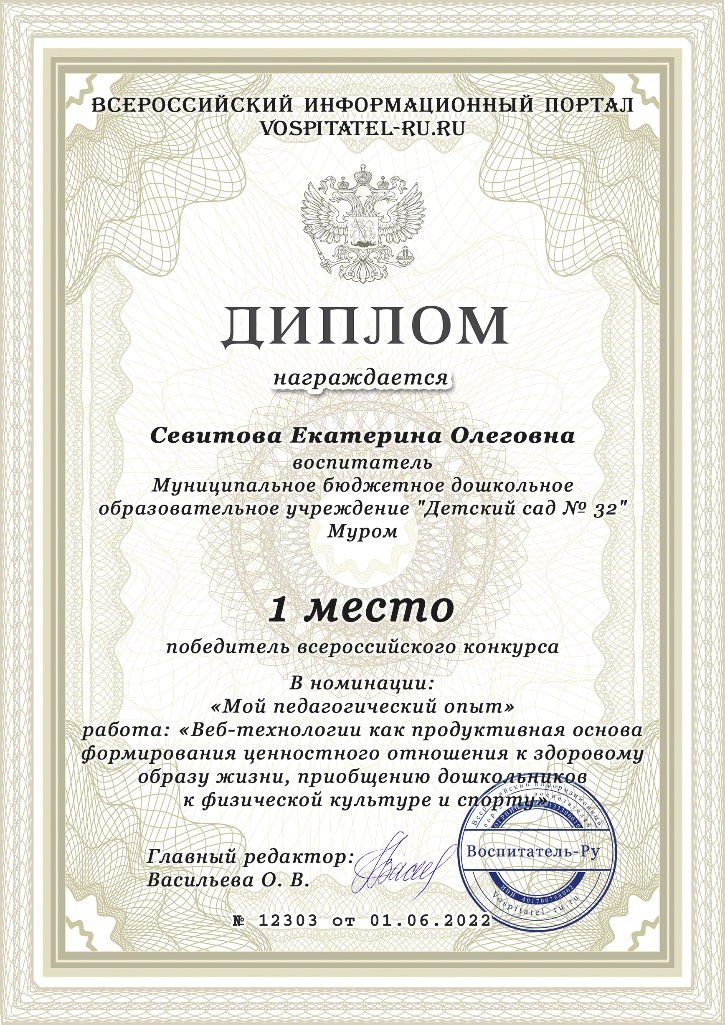 ВСЕРОССИЙСКИЙ ИНФОРМАЦИОННЫЙ ПОРТАЛ
VOSPITATEL-RU.RU
ДИПЛОМ
награждается
Севитова Екатерина Олеговна
воспитатель
Муниципальное бюджетное дошкольное
образовательное учреждение "Детский сад № 32"
Муром
1 место
победитель всероссийского конкурса
В номинации:
«Мой педагогический опыт»
работа: «Веб-технологии как продуктивная основа
формирования ценностного отношения к здоровому
образу жизни, приобщению дошкольников
к физической культуре и спорту»
Главный редактор:
Васильева О. В.
Воспитатель-Ру
Vospitatel-ru.ru
№ 12303 от 01.06.2022